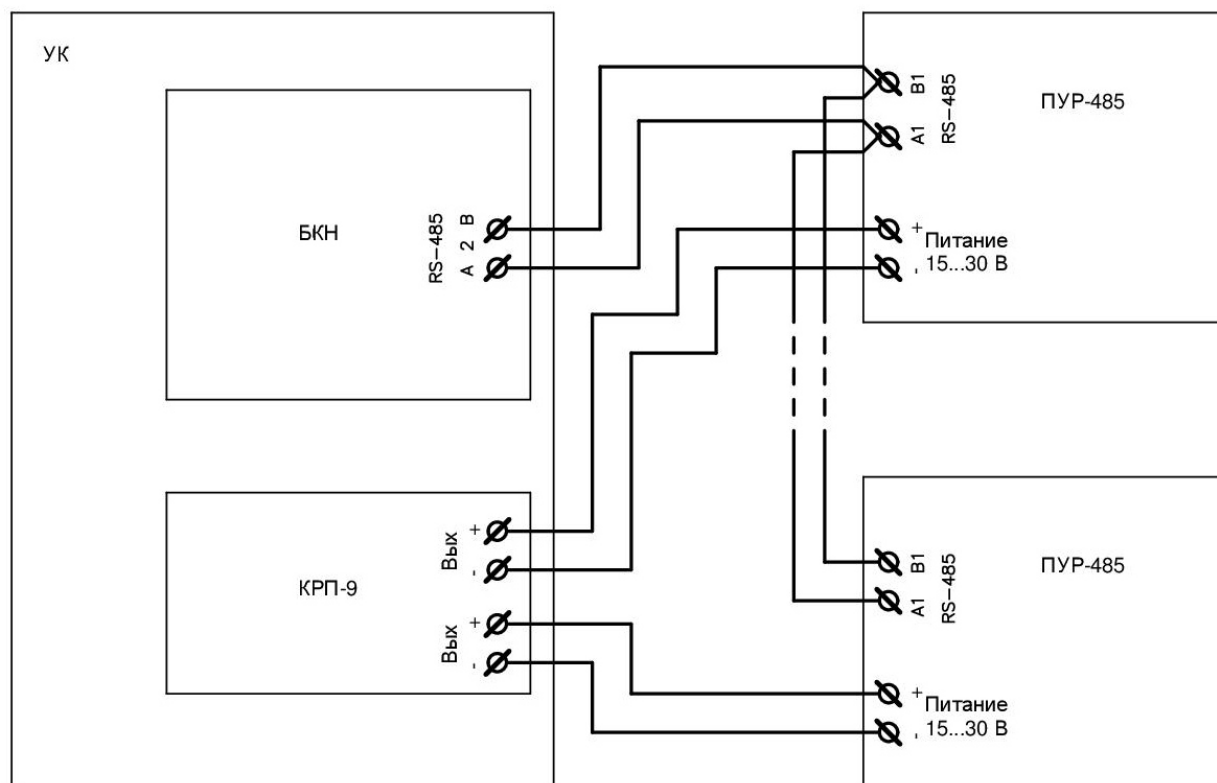 УК
БКН
RS-485
A 2 B
B1
A1
RS-485
ПУР-485
+
Питание
-
15...30 В
КРП-9
Вых
+
-
Вых
+
-
B1
A1
RS-485
ПУР-485
+
Питание
-
15...30 В